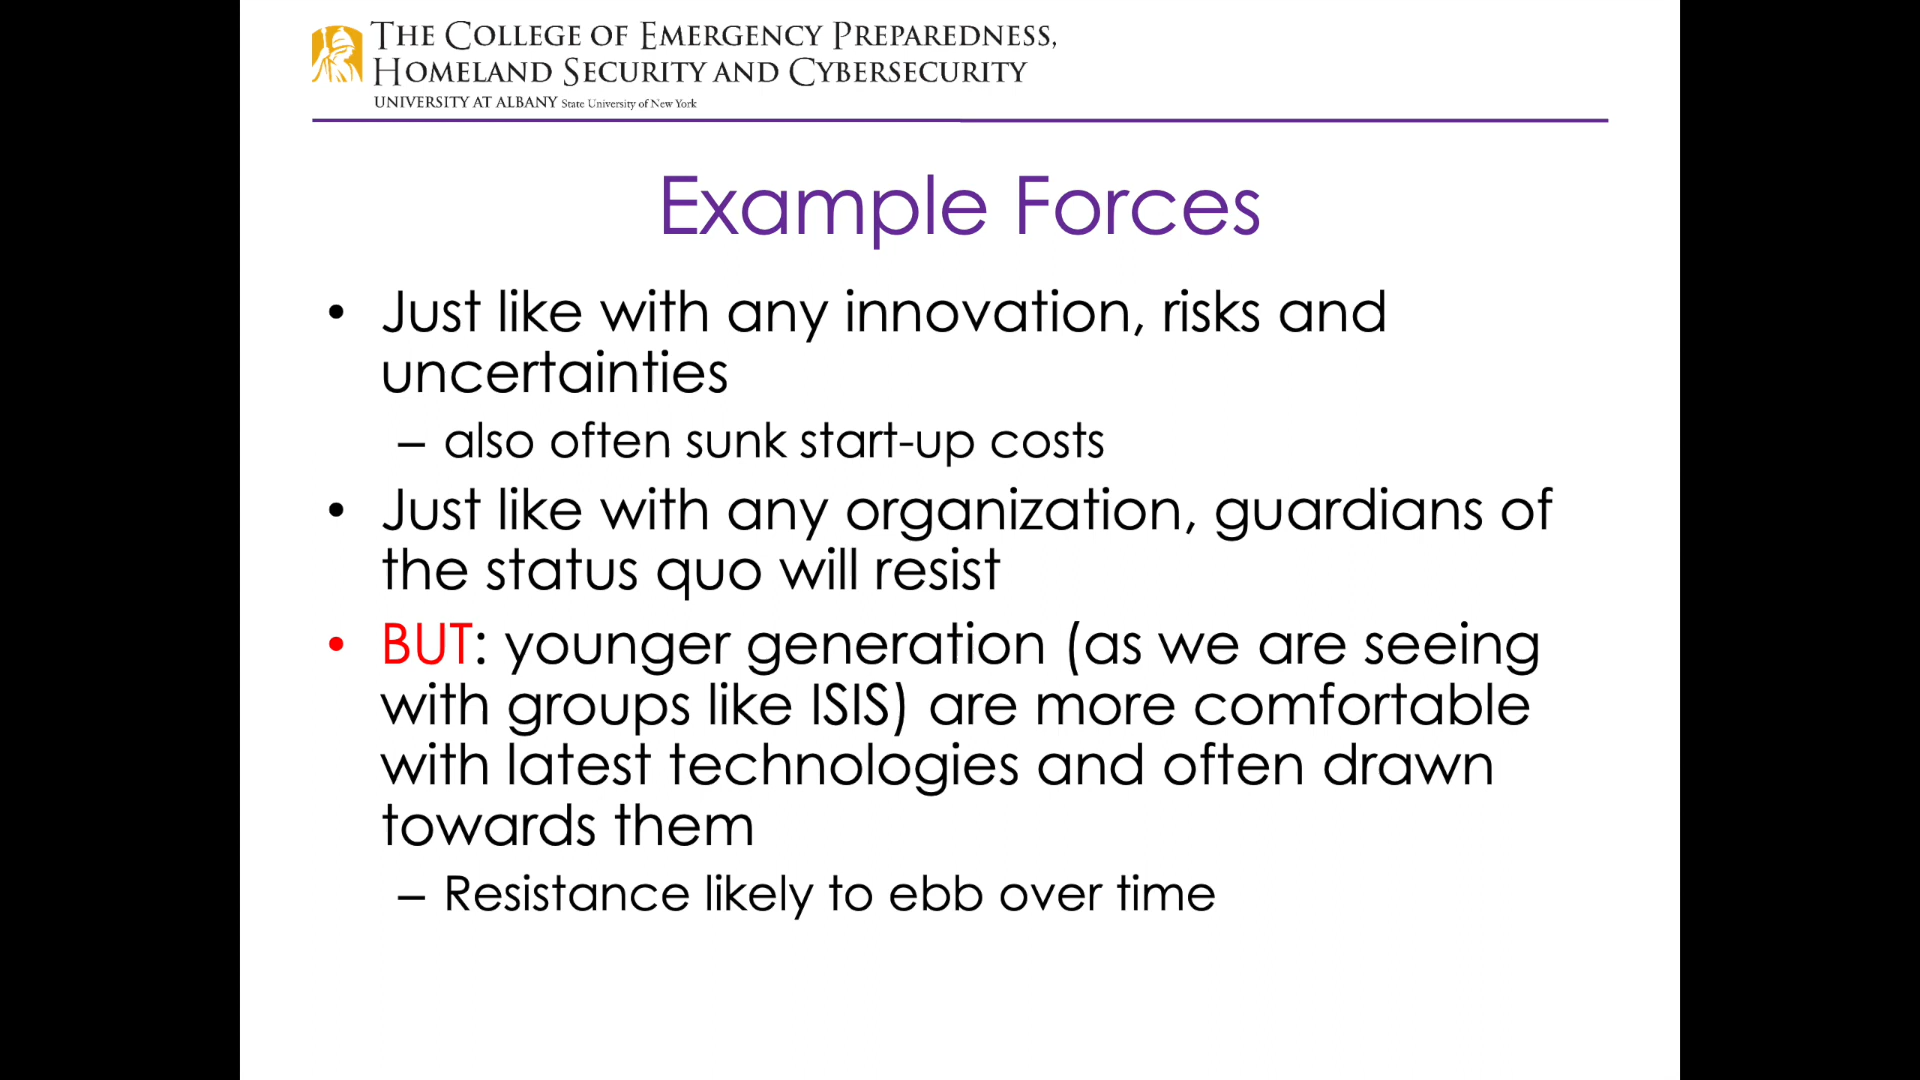 THE COLLEGE OF EMERGENCY PREPAREDNESS,
HOMELAND SECURITY AND CYBERSECURITY
UNIVERSITY AT ALBANY State University of New York
Example Forces
• Just like with any innovation, risks and
uncertainties
– also often sunk start-up costs
• Just like with any organization, guardians of
the status quo will resist
• BUT: younger generation (as we are seeing
with groups like ISIS) are more comfortable
with latest technologies and often drawn
towards them
– Resistance likely to ebb over time